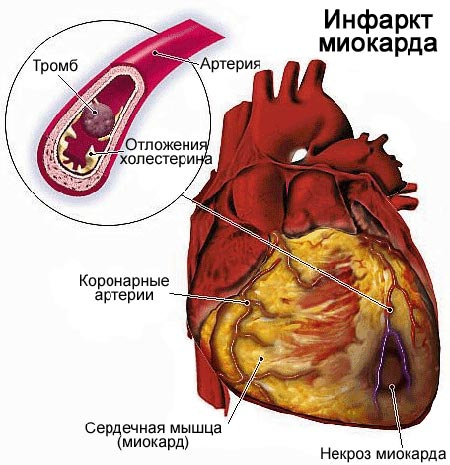 Инфаркт
миокарда
Тромб
Артерия
Отложения
холестерина
Коронарные
артерии
Сердечная мышца
(миокард)
Некроз миокарда